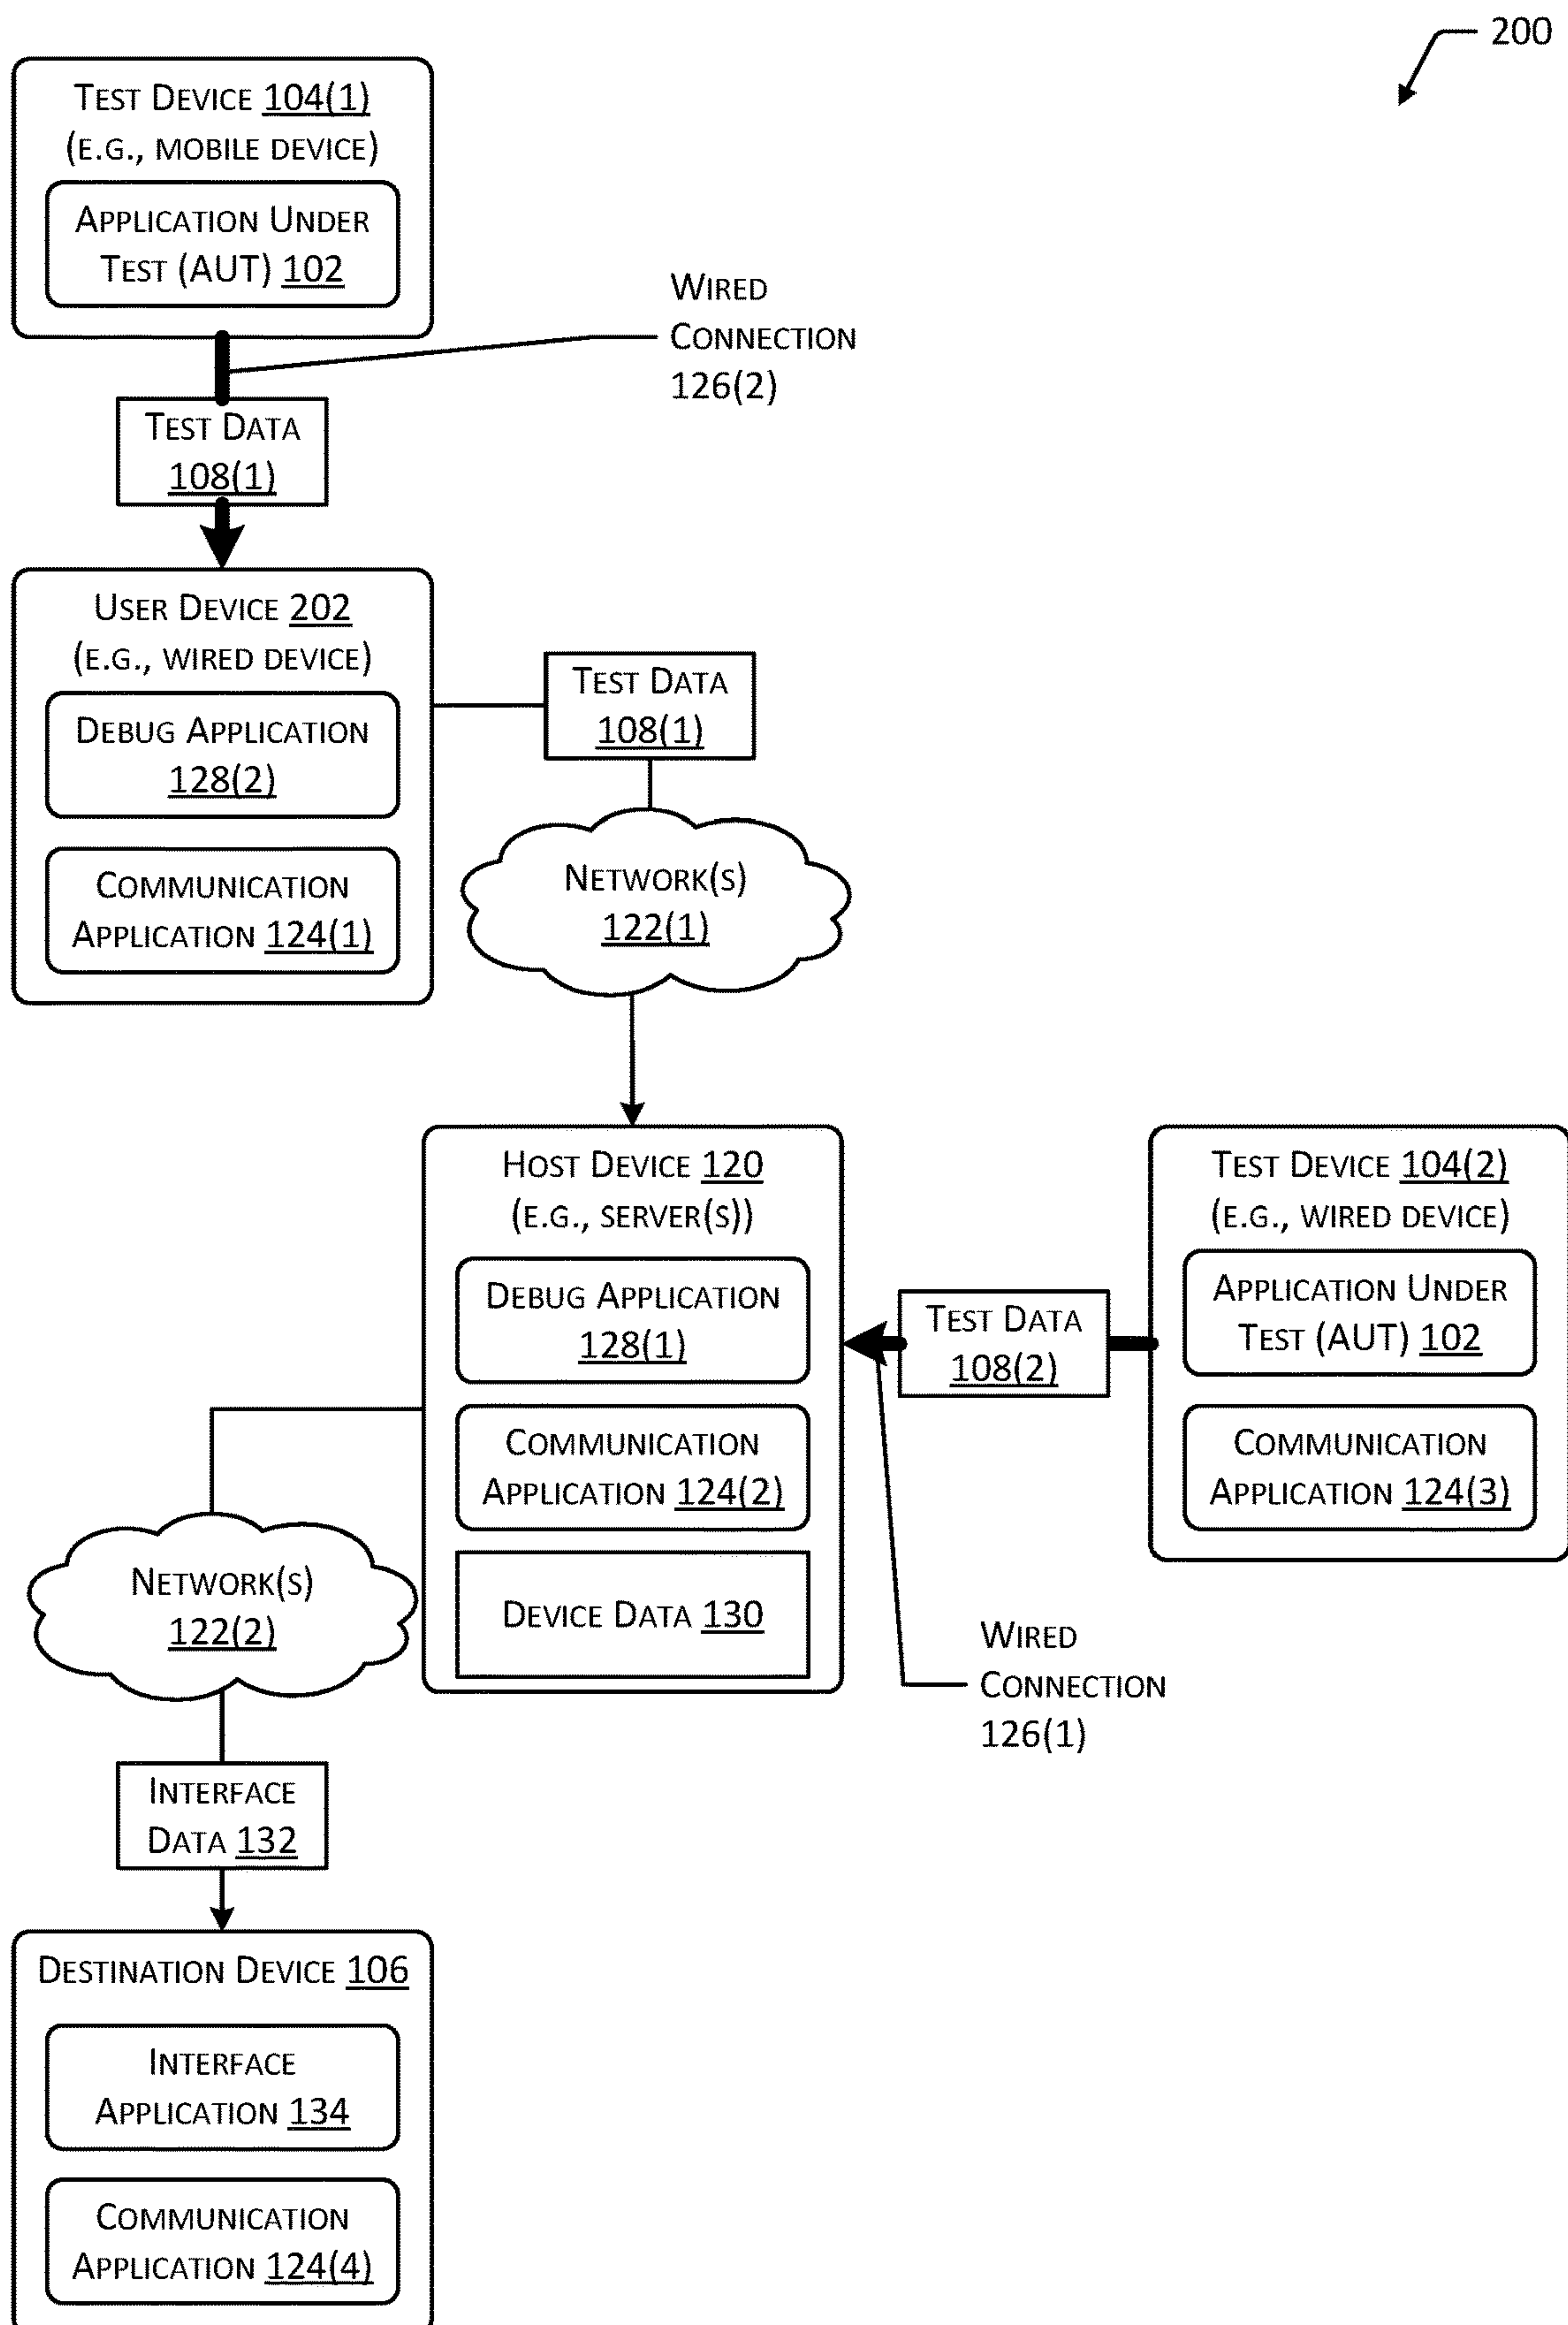 200
TEST DEVICE 104(1)
(E.G., MOBILE DEVICE)
APPLICATION UNDER
TEST (AUT) 102
WIRED
CONNECTION
126(2)
TEST DATA
108(1)
USER DEVICE 202
(E.G., WIRED DEVICE)
DEBUG APPLICATION
128(2)
COMMUNICATION
APPLICATION 124(1)
TEST DATA
108(1)
NETWORK(S)
122(1)
HOST DEVICE 120
(E.G., SERVER(S))
DEBUG APPLICATION
128(1)
COMMUNICATION
APPLICATION 124(2)
DEVICE DATA 130
TEST DATA
108(2)
TEST DEVICE 104(2)
(E.G., WIRED DEVICE)
APPLICATION UNDER
TEST (AUT) 102
COMMUNICATION
APPLICATION 124(3)
WIRED
CONNECTION
126(1)
NETWORK(S)
122(2)
INTERFACE
DATA 132
DESTINATION DEVICE 106
INTERFACE
APPLICATION 134
COMMUNICATION
APPLICATION 124(4)